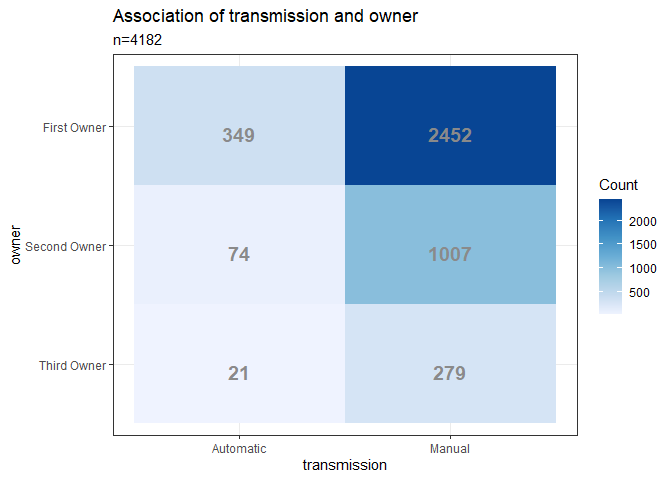 Association of transmission and owner
n=4182
First Owner
349
2452
Second Owner
74
1007
Third Owner
21
279
owner
Automatic
Manual
transmission
Count
2000
1500
1000
500